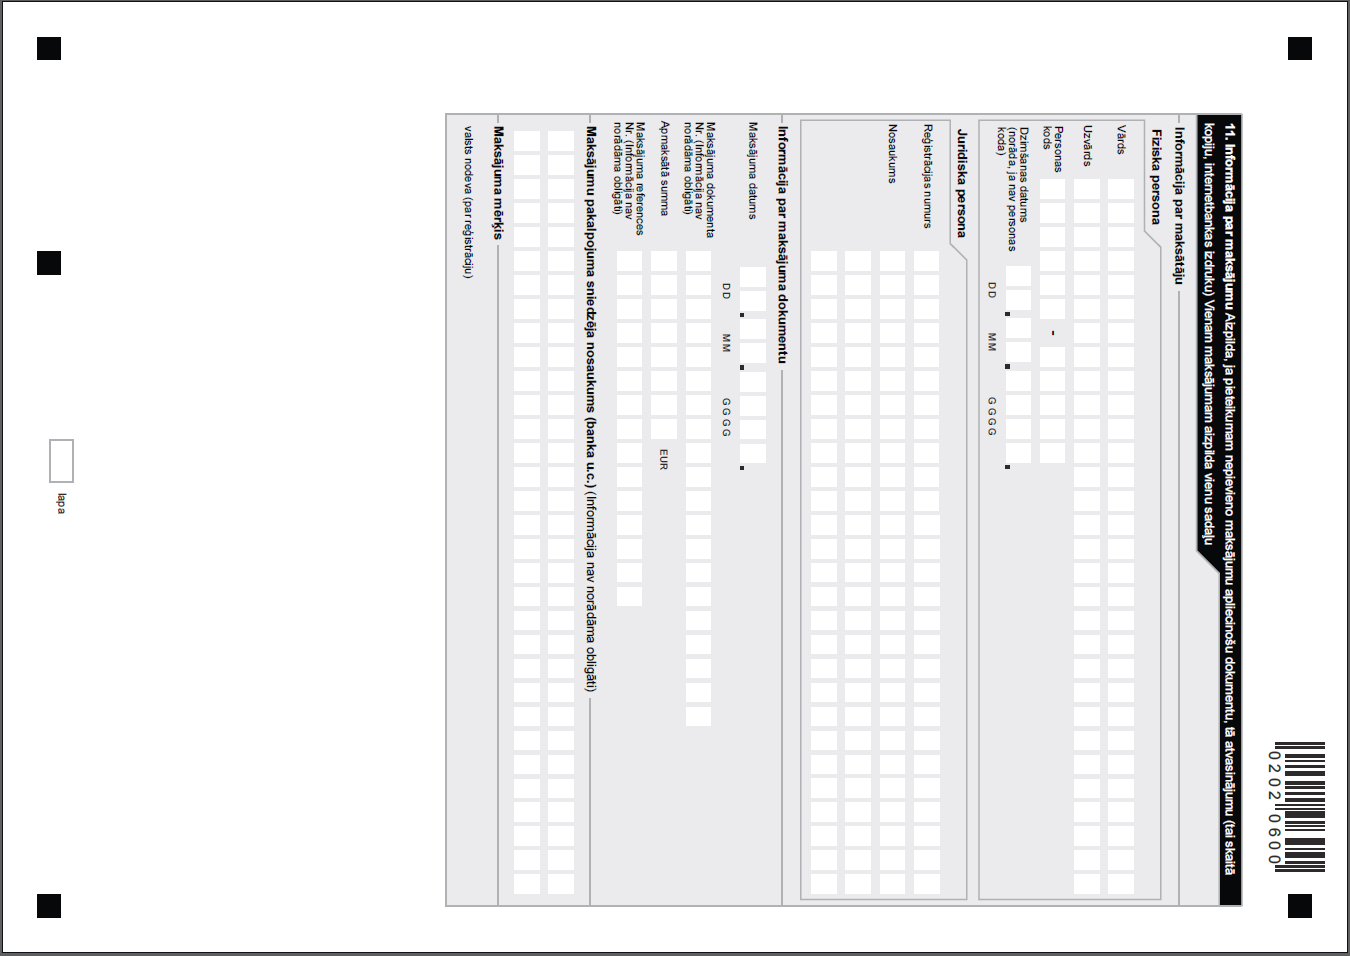 0202 0600
11. Informācija par maksājumu Aizpilda, ja pieteikumam nepievieno maksājumu apliecinošu dokumentu, tā atvasinājumu (tai skaitā
kopiju, internetbankas izdruku) Vienam maksājumam aizpilda vienu sadaļu
Informācija par maksātāju
Fiziska persona
Vārds
Uzvārds
Personas
kods
-
Dzimšanas datums
(norāda, ja nav personas
koda)
DD MM GGGG
Juridiska persona
Reģistrācijas numurs
Nosaukums
Informācija par maksājuma dokumentu
Maksājuma datums
DD MM GGGG
Maksājuma dokumenta
Nr. (Informācija nav
norādāma obligāti)
Apmaksātā summa
EUR
Maksājuma references
Nr. (Informācija nav
norādāma obligāti)
Maksājumu pakalpojuma sniedzēja nosaukums (banka u.c.) (Informācija nav norādāma obligāti)
Maksājuma mērķis
valsts nodeva (par reģistrāciju)
lapa